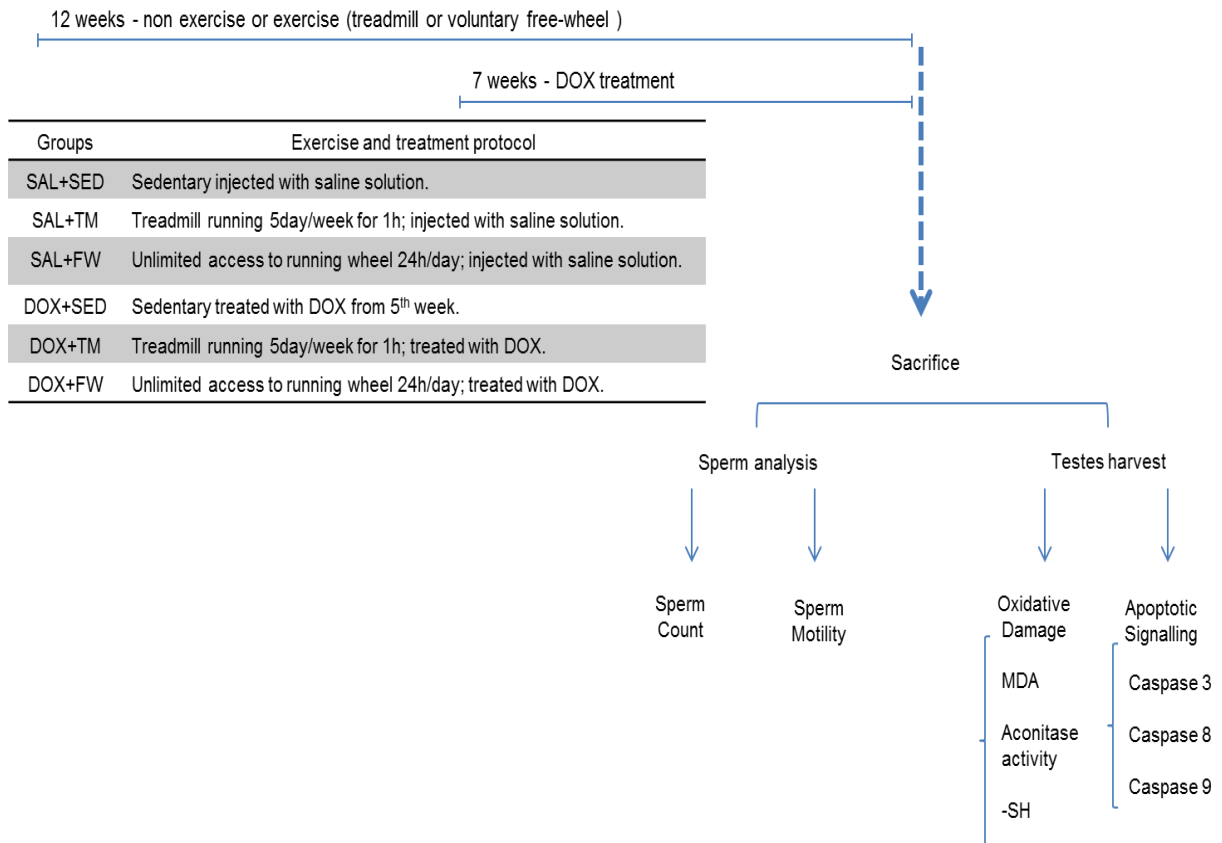 12 weeks - non exercise or exercise (treadmill or voluntary free-wheel )
7 weeks - DOX treatment
Groups Exercise and treatment protocol
SAL+SED Sedentary injected with saline solution.
SAL+TM Treadmill running 5day/week for 1h; injected with saline solution.
SAL+FW Unlimited access to running wheel 24h/day; injected with saline solution.
DOX+SED Sedentary treated with DOX from 5th week.
DOX+TM Treadmill running 5day/week for 1h; treated with DOX.
DOX+FW Unlimited access to running wheel 24h/day; treated with DOX.
Sacrifice
Sperm analysis
Testes harvest
Sperm
Count
Sperm
Motility
Oxidative
Damage
MDA
Aconitase
activity
-SH
Apoptotic
Signalling
Caspase 3
Caspase 8
Caspase 9